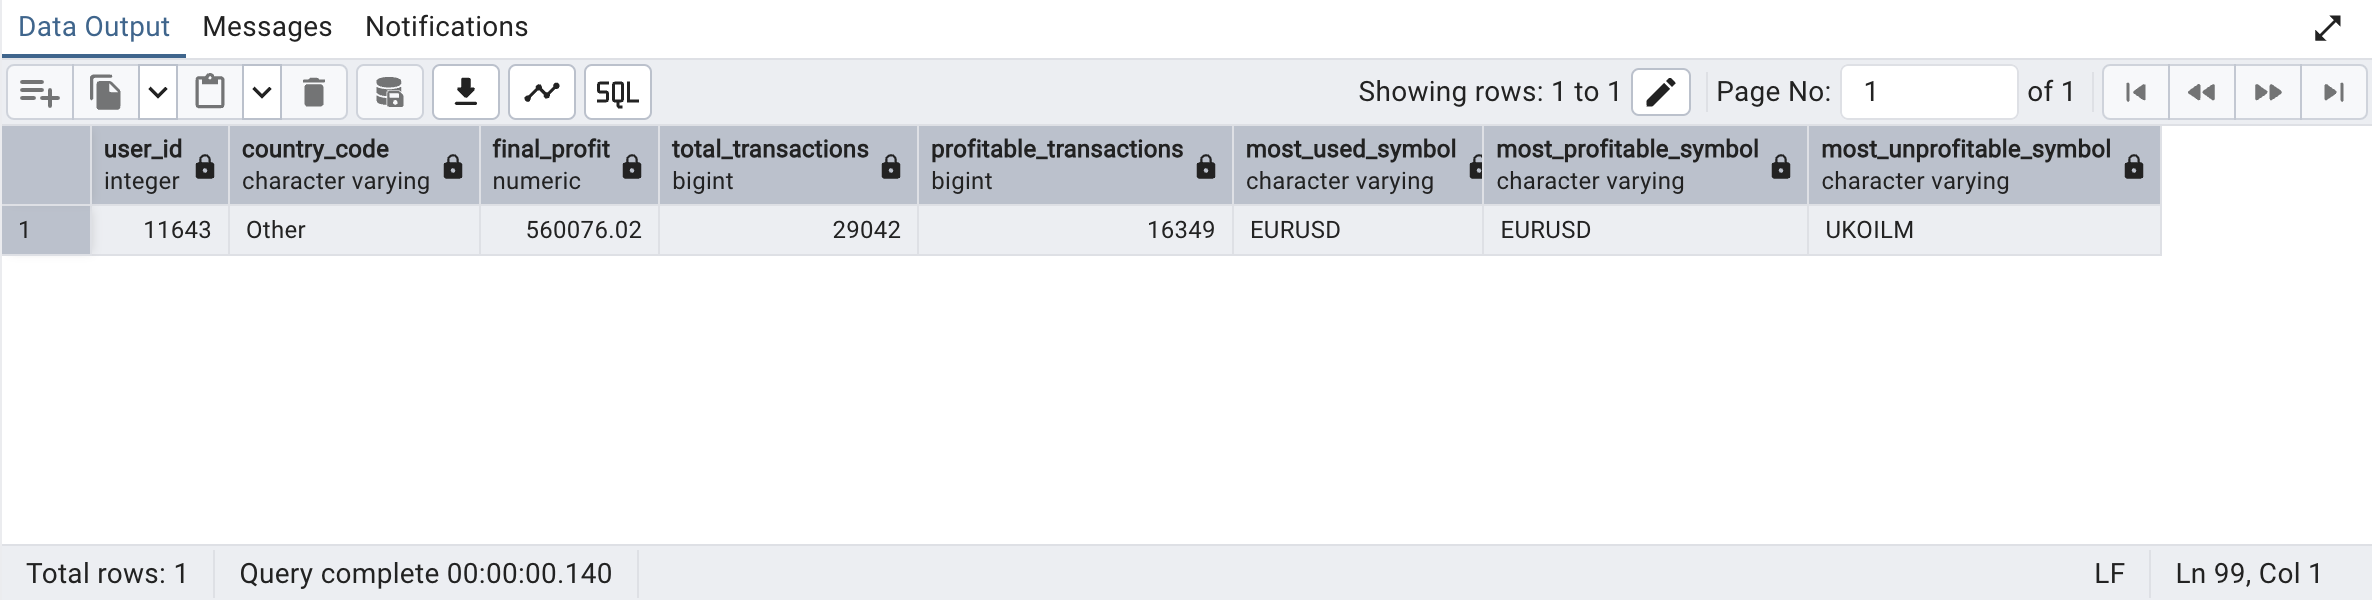 Data Output Messages Notifications
SQL Showing rows: 1 to 1 Page No: 1 of 1
user_id country_code final_profit total_transactions profitable_transactions most_used_symbol most_profitable_symbol most_unprofitable_symbol
integer character varying numeric bigint bigint character varying character varying character varying
1 11643 Other 560076.02 29042 16349 EURUSD EURUSD UKOILM
Total rows: 1 Query complete 00:00:00.140 LF Ln 99, Col 1